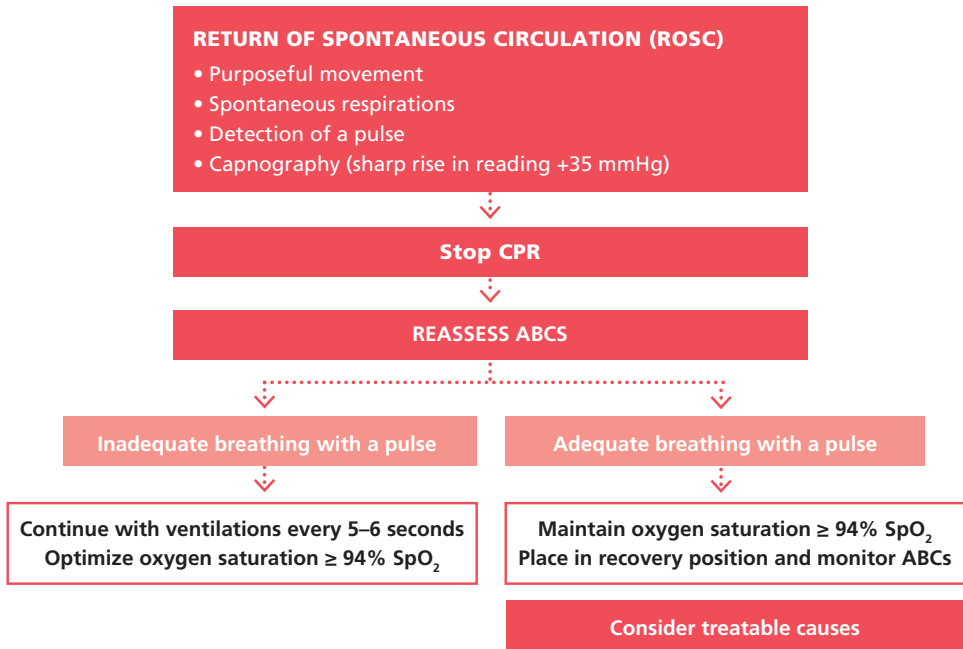 RETURN OF SPONTANEOUS CIRCULATION (ROSC)
• Purposeful movement
• Spontaneous respirations
• Detection of a pulse
• Capnography (sharp rise in reading +35 mmHg)
Stop CPR
REASSESS ABCS
Inadequate breathing with a pulse
Continue with ventilations every 5–6 seconds
Optimize oxygen saturation ≥ 94% SpO₂
Adequate breathing with a pulse
Maintain oxygen saturation ≥ 94% SpO₂
Place in recovery position and monitor ABCs
Consider treatable causes